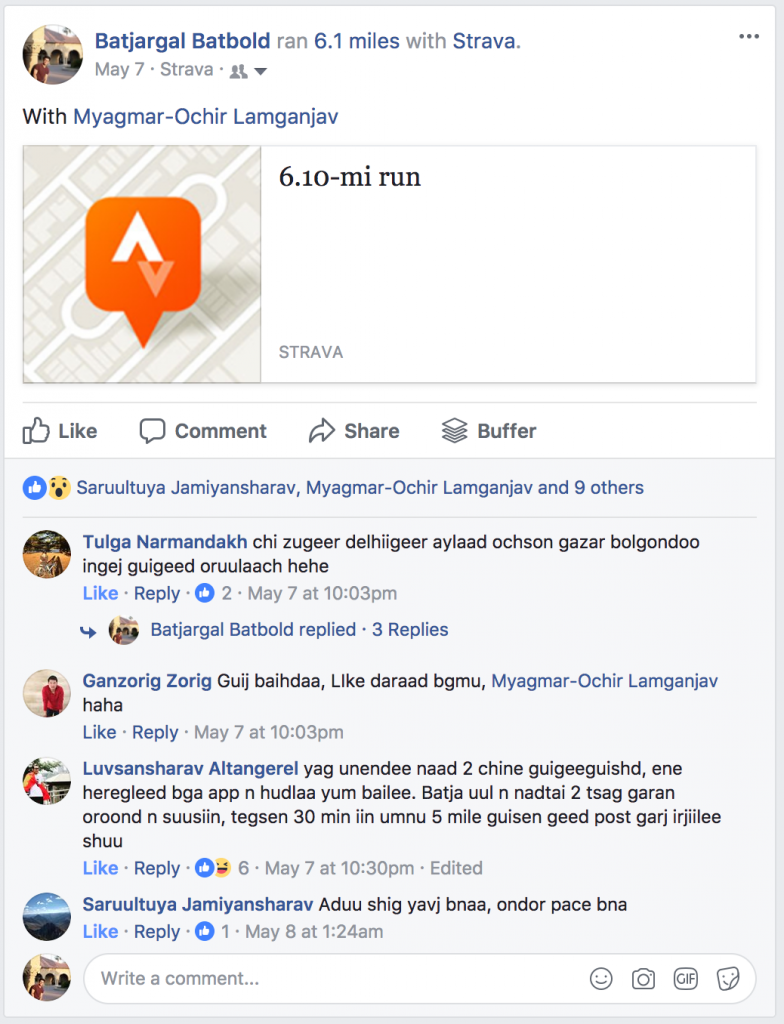 Batjargal Batbold ran 6.1 miles with Strava.
May 7 · Strava ·
With Myagmar-Ochir Lamganjav
6.10-mi run
STRAVA
Like Comment Share Buffer
Saruultuya Jamiyansharav, Myagmar-Ochir Lamganjav and 9 others
Tulga Narmandakh chi zugeer delhiigeer aylaad ochson gazar bolgondoo
ingej guigeed oruulaach hehe
Like · Reply · 2 · May 7 at 10:03pm
Batjargal Batbold replied · 3 Replies
Ganzorig Zorig Guij baihdaa, LIke daraad bgmu, Myagmar-Ochir Lamganjav
haha
Like · Reply · May 7 at 10:03pm
Luvsansharav Altangerel yag unendee naad 2 chine guigeeguishd, ene
heregleed bga app n hudlaa yum bailee. Batja uul n nadtai 2 tsag garan
oroond n suusiin, tegsen 30 min iin umnu 5 mile guisen geed post garj irjiilee
shuu
Like · Reply · 6 · May 7 at 10:30pm · Edited
Saruultuya Jamiyansharav Aduu shig yavj bnaa, ondor pace bna
Like · Reply · 1 · May 8 at 1:24am
Write a comment...
GIF